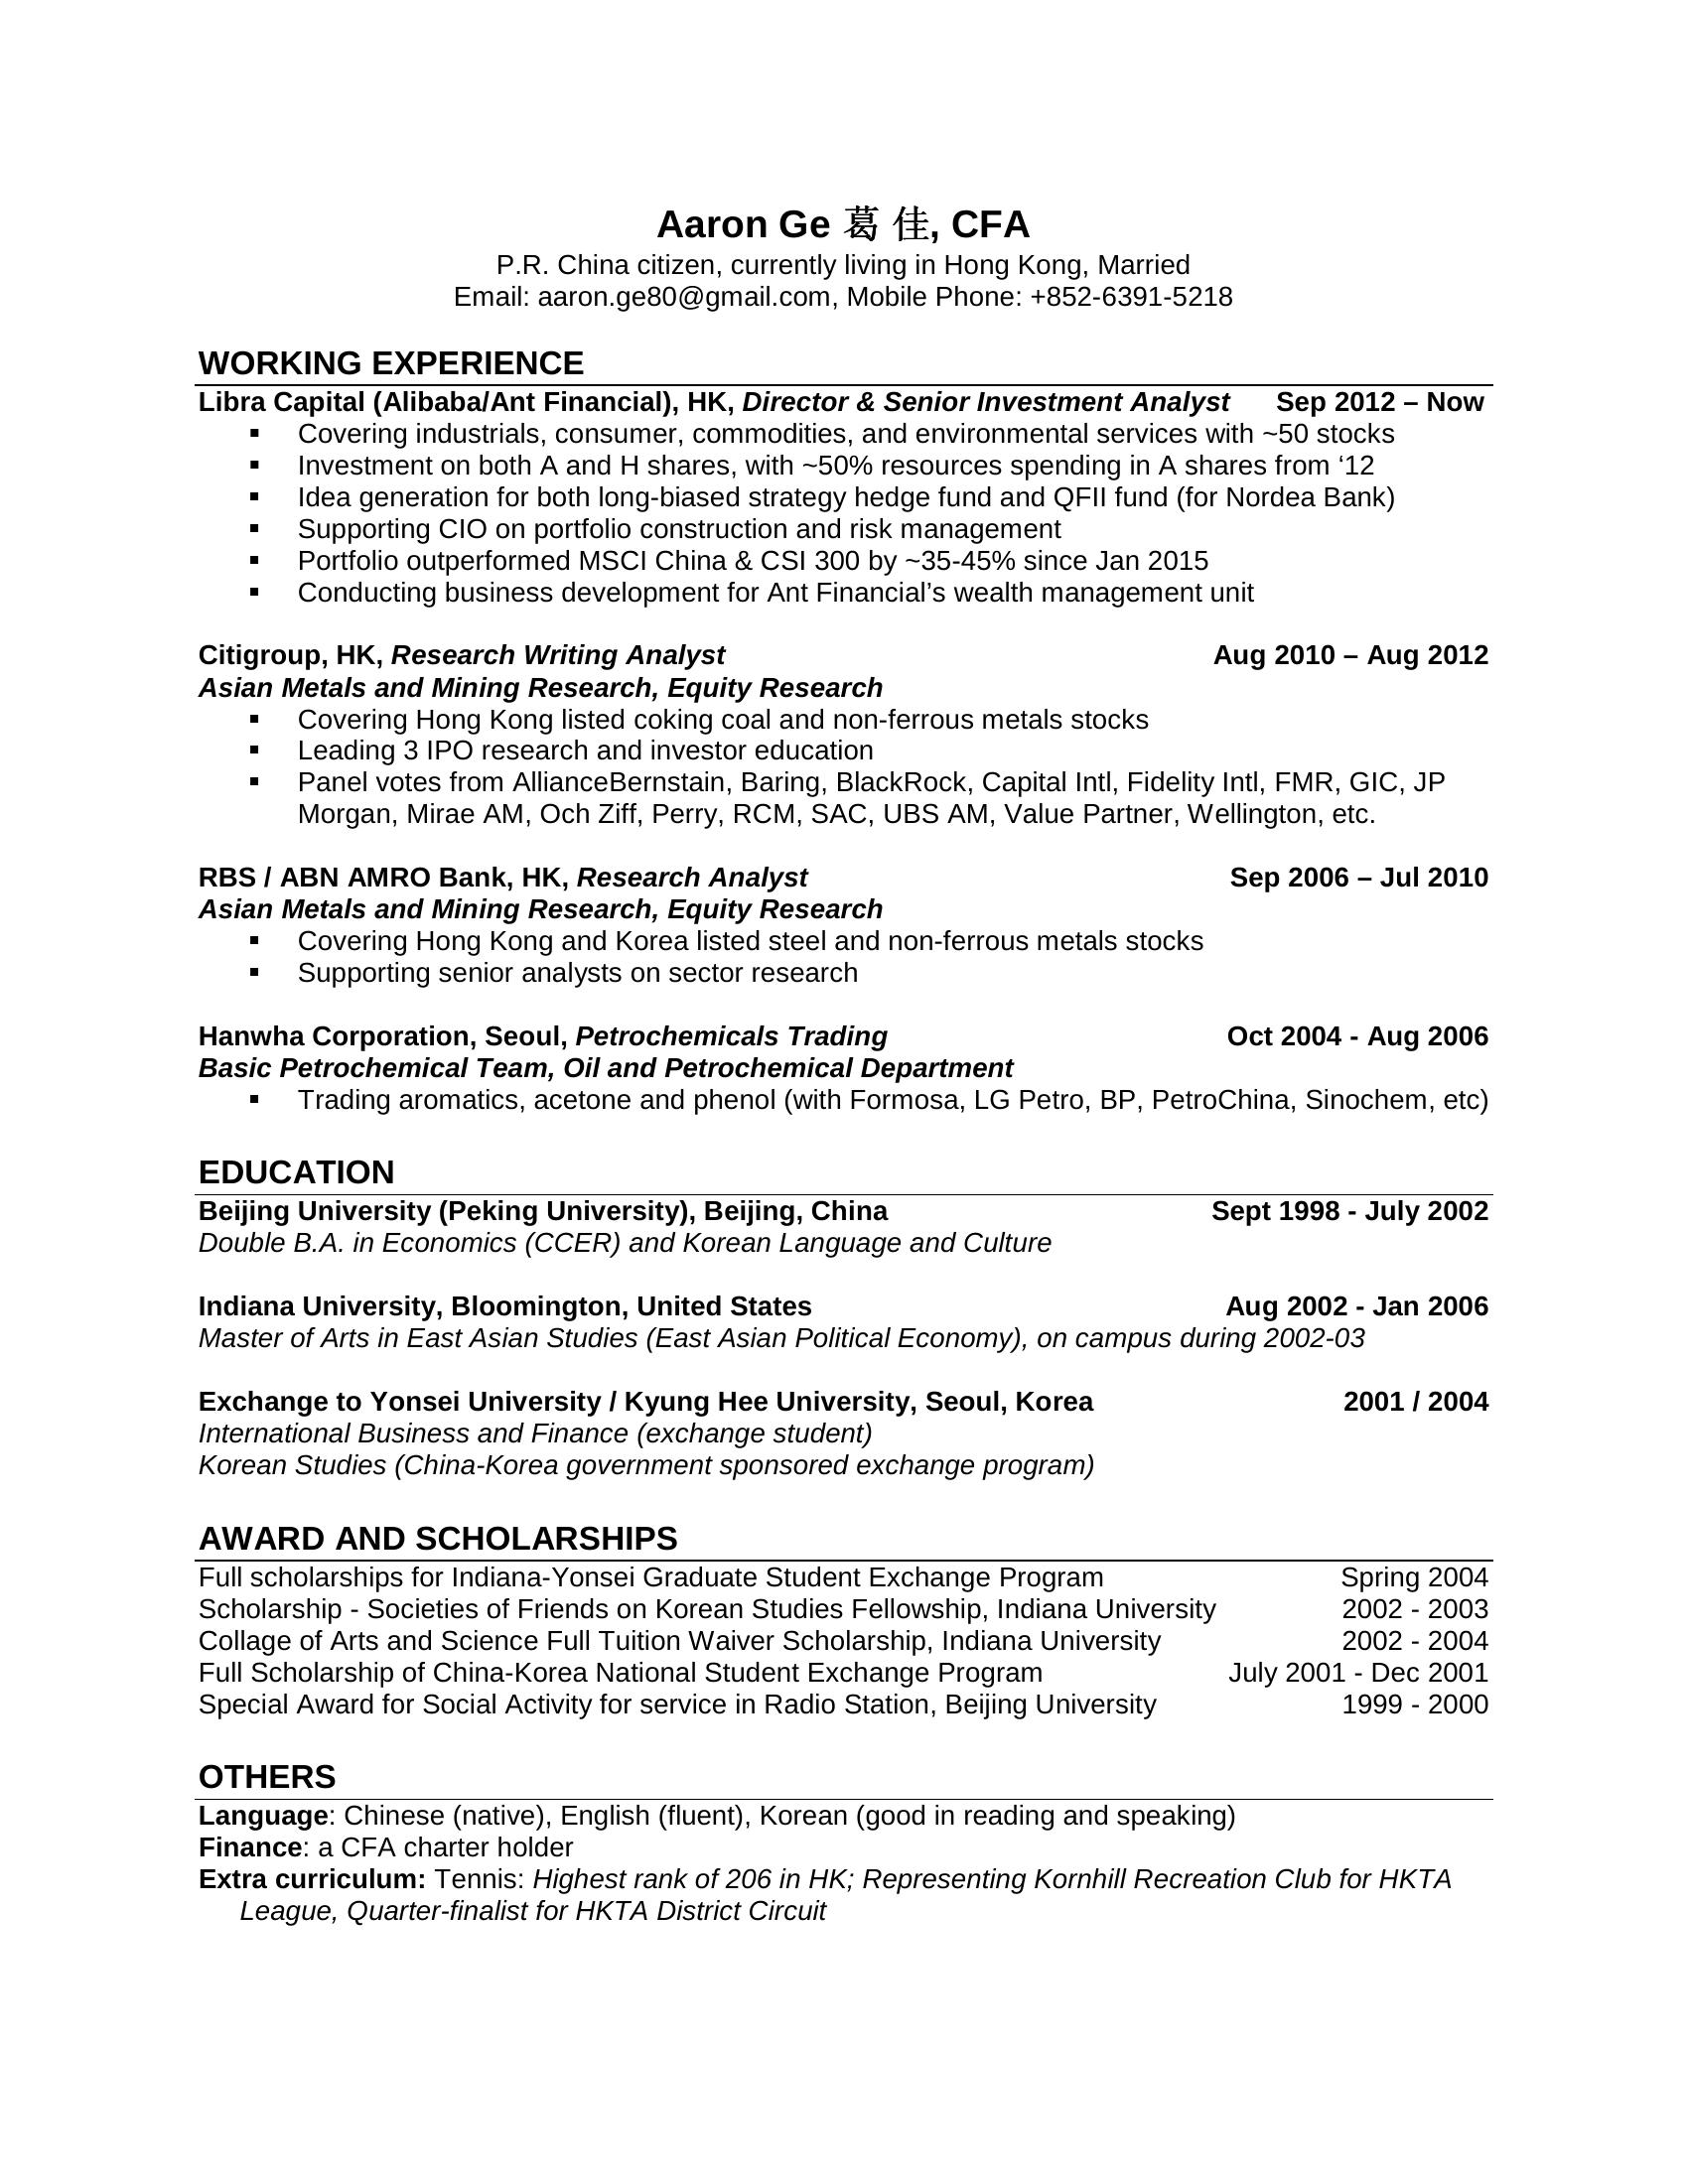 Aaron Ge 葛 佳, CFA
P.R. China citizen, currently living in Hong Kong, Married
Email: aaron.ge80@gmail.com, Mobile Phone: +852-6391-5218
WORKING EXPERIENCE
Libra Capital (Alibaba/Ant Financial), HK, Director & Senior Investment Analyst Sep 2012 – Now
▪ Covering industrials, consumer, commodities, and environmental services with ~50 stocks
▪ Investment on both A and H shares, with ~50% resources spending in A shares from ‘12
▪ Idea generation for both long-biased strategy hedge fund and QFII fund (for Nordea Bank)
▪ Supporting CIO on portfolio construction and risk management
▪ Portfolio outperformed MSCI China & CSI 300 by ~35-45% since Jan 2015
▪ Conducting business development for Ant Financial’s wealth management unit
Citigroup, HK, Research Writing Analyst Aug 2010 – Aug 2012
Asian Metals and Mining Research, Equity Research
▪ Covering Hong Kong listed coking coal and non-ferrous metals stocks
▪ Leading 3 IPO research and investor education
▪ Panel votes from AllianceBernstain, Baring, BlackRock, Capital Intl, Fidelity Intl, FMR, GIC, JP
Morgan, Mirae AM, Och Ziff, Perry, RCM, SAC, UBS AM, Value Partner, Wellington, etc.
RBS / ABN AMRO Bank, HK, Research Analyst Sep 2006 – Jul 2010
Asian Metals and Mining Research, Equity Research
▪ Covering Hong Kong and Korea listed steel and non-ferrous metals stocks
▪ Supporting senior analysts on sector research
Hanwha Corporation, Seoul, Petrochemicals Trading Oct 2004 - Aug 2006
Basic Petrochemical Team, Oil and Petrochemical Department
▪ Trading aromatics, acetone and phenol (with Formosa, LG Petro, BP, PetroChina, Sinochem, etc)
EDUCATION
Beijing University (Peking University), Beijing, China Sept 1998 - July 2002
Double B.A. in Economics (CCER) and Korean Language and Culture
Indiana University, Bloomington, United States Aug 2002 - Jan 2006
Master of Arts in East Asian Studies (East Asian Political Economy), on campus during 2002-03
Exchange to Yonsei University / Kyung Hee University, Seoul, Korea 2001 / 2004
International Business and Finance (exchange student)
Korean Studies (China-Korea government sponsored exchange program)
AWARD AND SCHOLARSHIPS
Full scholarships for Indiana-Yonsei Graduate Student Exchange Program Spring 2004
Scholarship - Societies of Friends on Korean Studies Fellowship, Indiana University 2002 - 2003
Collage of Arts and Science Full Tuition Waiver Scholarship, Indiana University 2002 - 2004
Full Scholarship of China-Korea National Student Exchange Program July 2001 - Dec 2001
Special Award for Social Activity for service in Radio Station, Beijing University 1999 - 2000
OTHERS
Language: Chinese (native), English (fluent), Korean (good in reading and speaking)
Finance: a CFA charter holder
Extra curriculum: Tennis: Highest rank of 206 in HK; Representing Kornhill Recreation Club for HKTA
League, Quarter-finalist for HKTA District Circuit